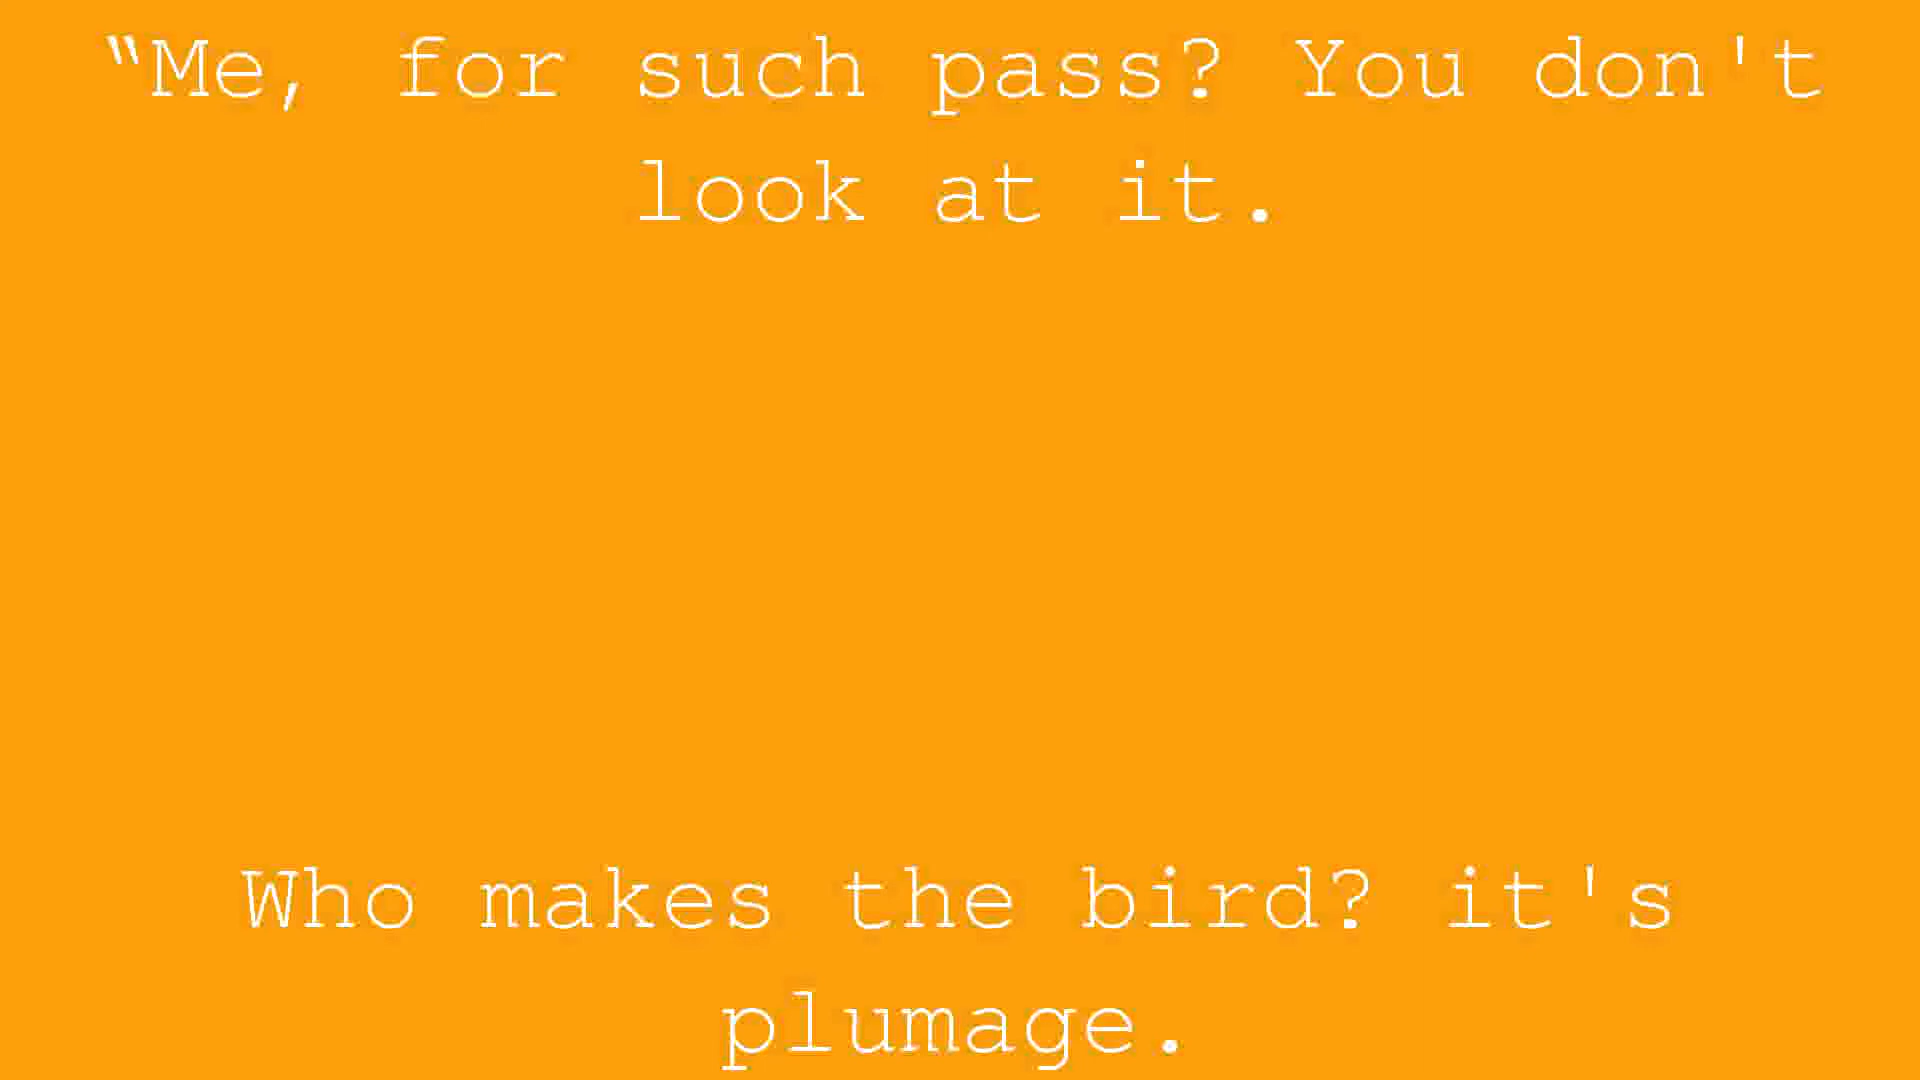 “Me, for such pass? You don't
look at it.
Who makes the bird? it's
plumage.